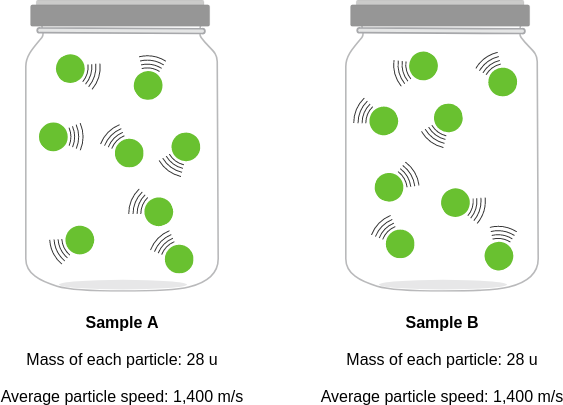 Sample A
Mass of each particle: 28 u
Average particle speed: 1,400 m/s
Sample B
Mass of each particle: 28 u
Average particle speed: 1,400 m/s